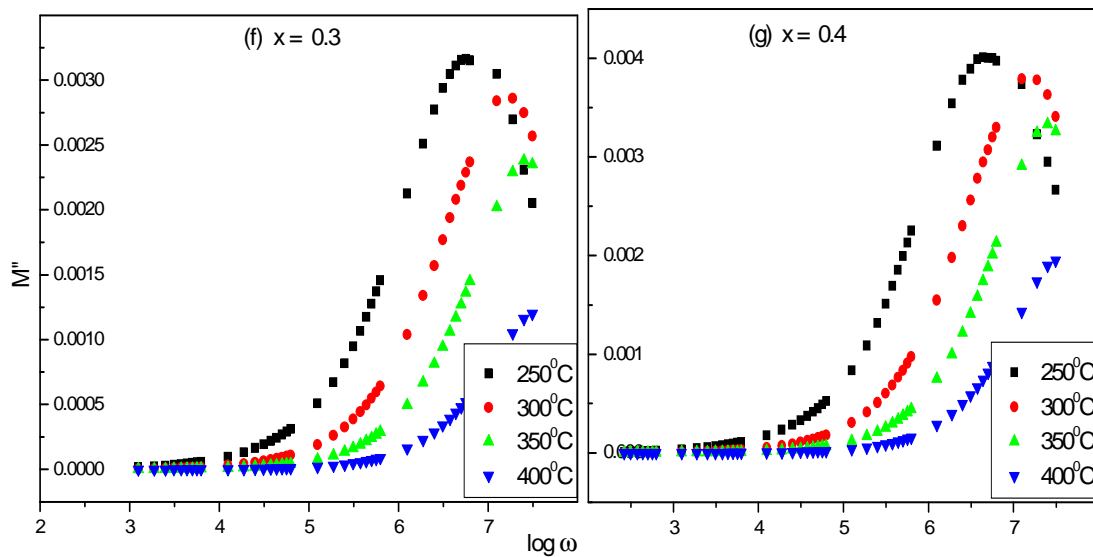 (f) x = 0.3
M"
0.0030
0.0025
0.0020
0.0015
0.0010
0.0005
0.0000
2 3 4 5 6 7
250⁰C
300⁰C
350⁰C
400⁰C
(g) x = 0.4
0.004
0.003
0.002
0.001
3 4 5 6 7
250⁰C
300⁰C
350⁰C
400⁰C
log ω